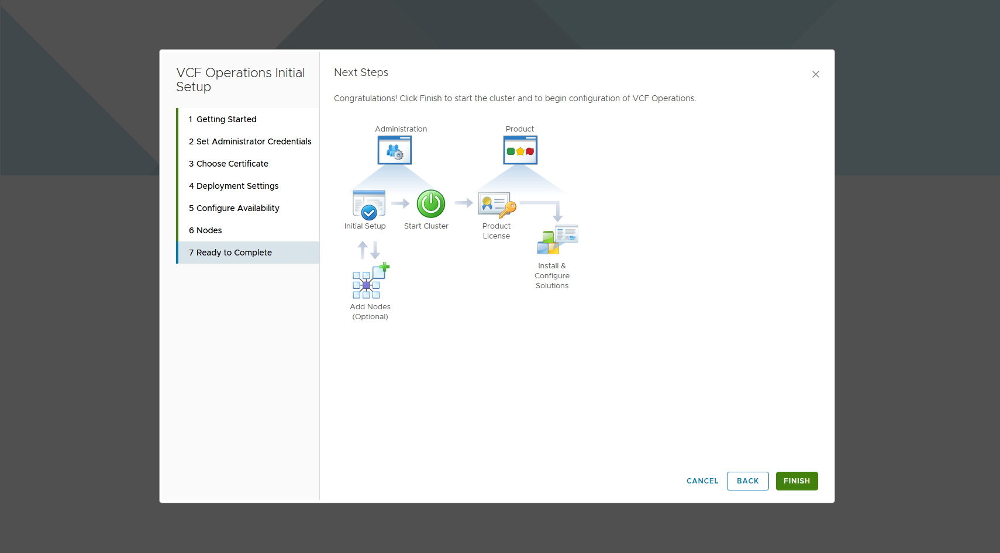 VCF Operations Initial
Setup
1 Getting Started
2 Set Administrator Credentials
3 Choose Certificate
4 Deployment Settings
5 Configure Availability
6 Nodes
7 Ready to Complete
Next Steps
Congratulations! Click Finish to start the cluster and to begin configuration of VCF Operations.
Administration
Product
Initial Setup
Start Cluster
Product
License
Install &
Configure
Solutions
Add Nodes
(Optional)
CANCEL
BACK
FINISH